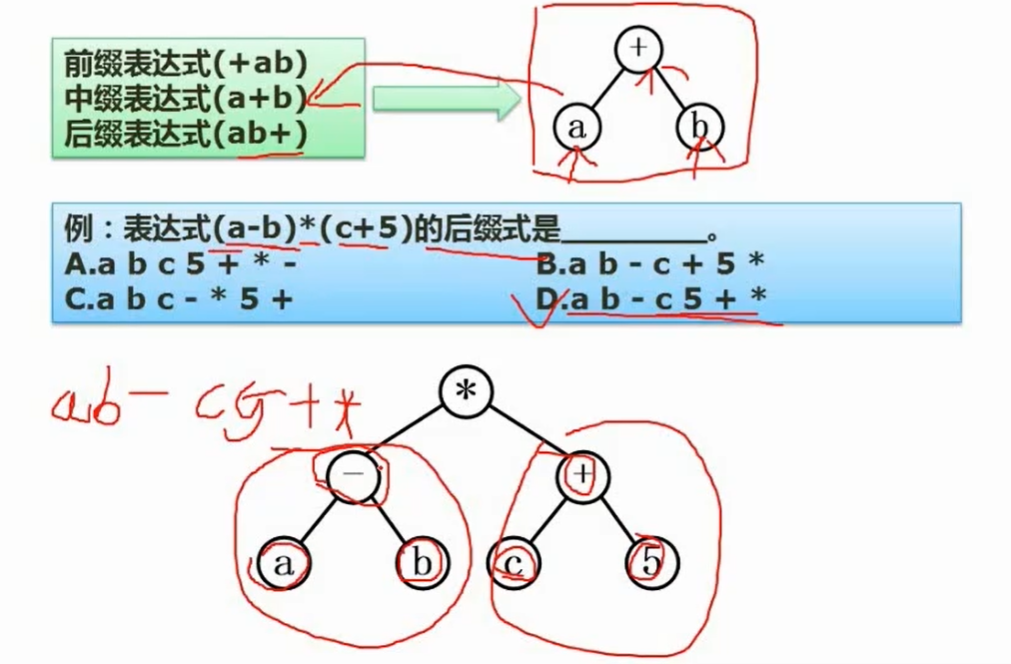 前缀表达式(+ab)
中缀表达式(a+b)
后缀表达式(ab+)
+
a b
例：表达式(a-b)*(c+5)的后缀式是________。
A.a b c 5 + * - B.a b - c + 5 *
C.a b c - * 5 + D.a b - c 5 + *
ab- c5+*
*
- +
a b c 5